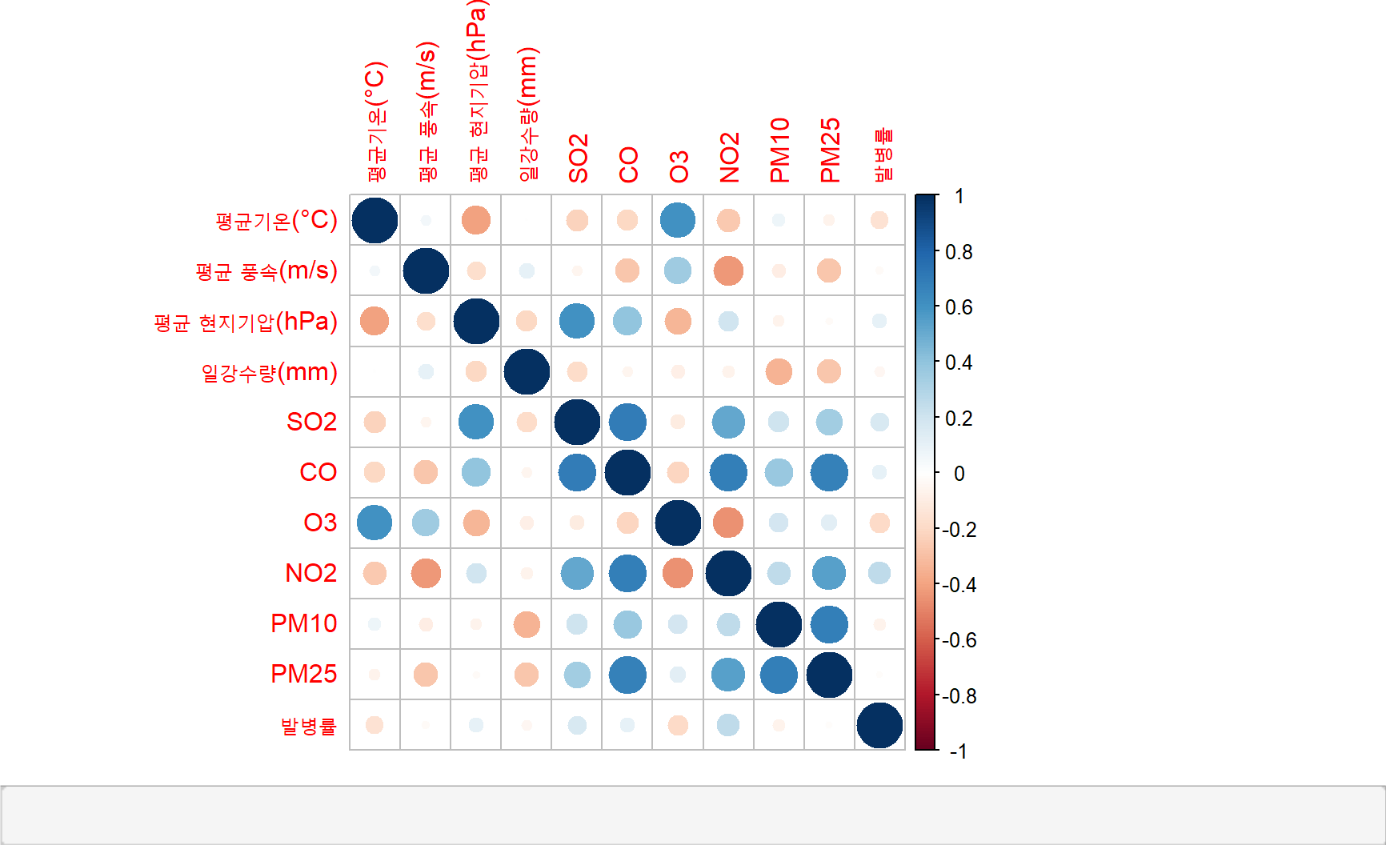 평균기온(°C)
평균 풍속(m/s)
평균 현지기압(hPa)
일강수량(mm)
SO2
CO
O3
NO2
PM10
PM25
발병률
평균기온(°C)
평균 풍속(m/s)
평균 현지기압(hPa)
일강수량(mm)
SO2
CO
O3
NO2
PM10
PM25
발병률
1
0.8
0.6
0.4
0.2
0
-0.2
-0.4
-0.6
-0.8
-1